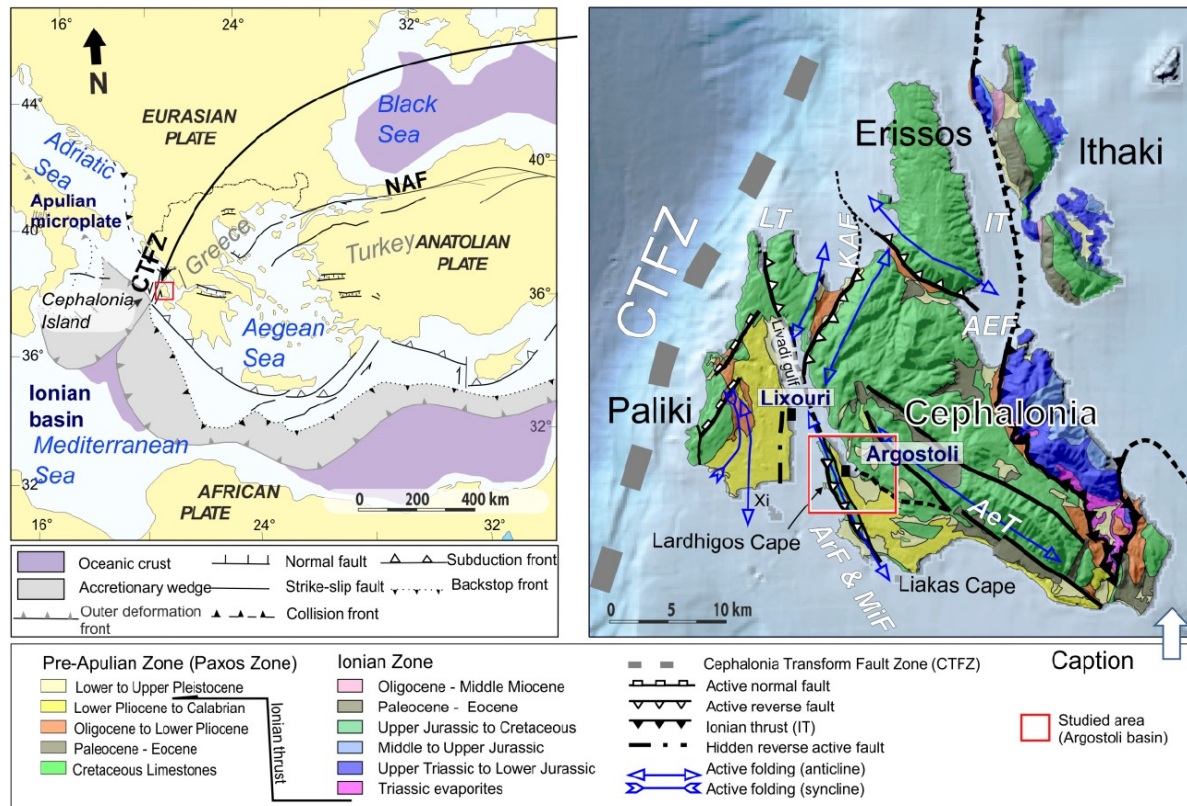 16° 24° 32°
N
44°
EURASIAN
PLATE
Black
Sea
Adriatic
Sea
40°
NAF
Apulian
microplate
40
CTFZ
Greece
Turkey
ANATOLIAN
PLATE
36°
Cephalonia
Island
Aegean
Sea
36°
Ionian
basin
Mediterranean
Sea
32°
32
AFRICAN
PLATE
0 200 400 km
16° 24° 32°
Oceanic crust
Normal fault
Subduction front
Accretionary wedge
Strike-slip fault
Backstop front
Outer deformation
front
Collision front
Erissos
Ithaki
CTFZ
LT
KAF
IT
AEF
Livadi gulf
Lixouri
Paliki
Cephalonia
Argostoli
Xi
AeT
Lardhigos Cape
ArF & MiF
Liakas Cape
0 5 10 km
Pre-Apulian Zone (Paxos Zone)
Lower to Upper Pleistocene
Lower Pliocene to Calabrian
Oligocene to Lower Pliocene
Paleocene - Eocene
Cretaceous Limestones
Ionian thrust
Ionian Zone
Oligocene - Middle Miocene
Paleocene - Eocene
Upper Jurassic to Cretaceous
Middle to Upper Jurassic
Upper Triassic to Lower Jurassic
Triassic evaporites
Cephalonia Transform Fault Zone (CTFZ)
Active normal fault
Active reverse fault
Ionian thrust (IT)
Hidden reverse active fault
Active folding (anticline)
Active folding (syncline)
Caption
Studied area
(Argostoli basin)